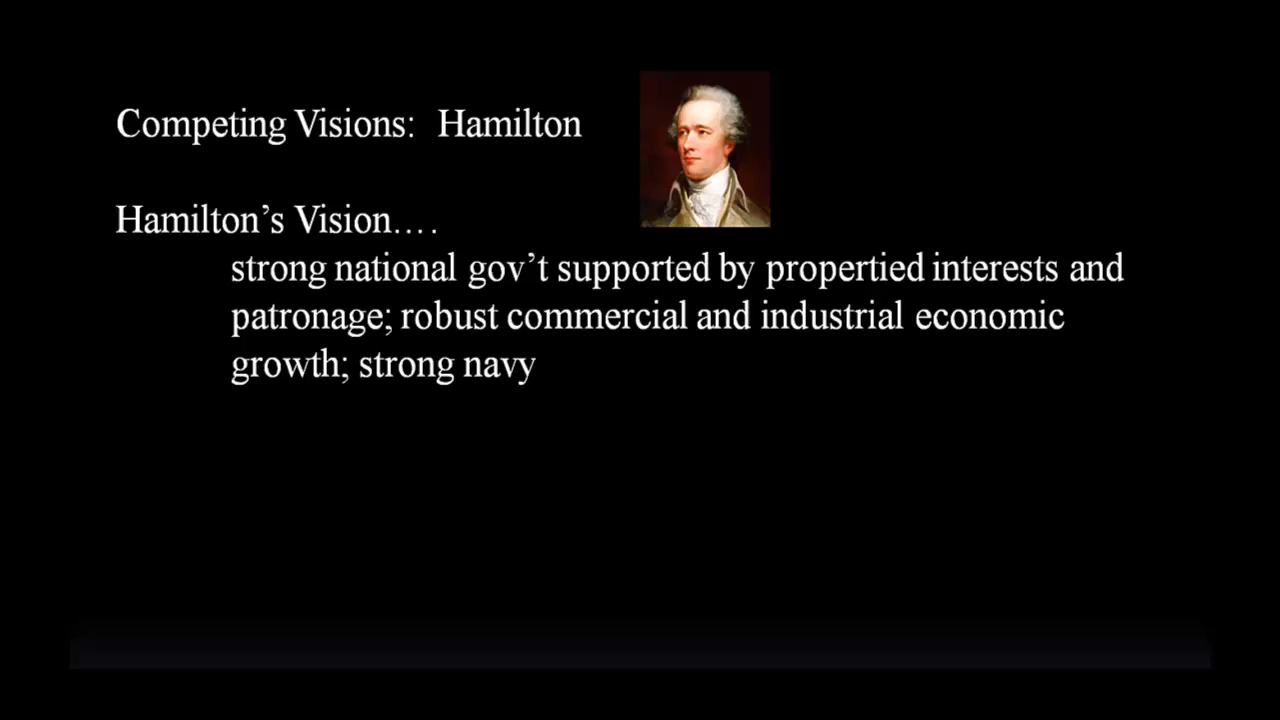 Competing Visions:  Hamilton
Hamilton’s Vision….
strong national gov’t supported by propertied interests and
patronage; robust commercial and industrial economic
growth; strong navy